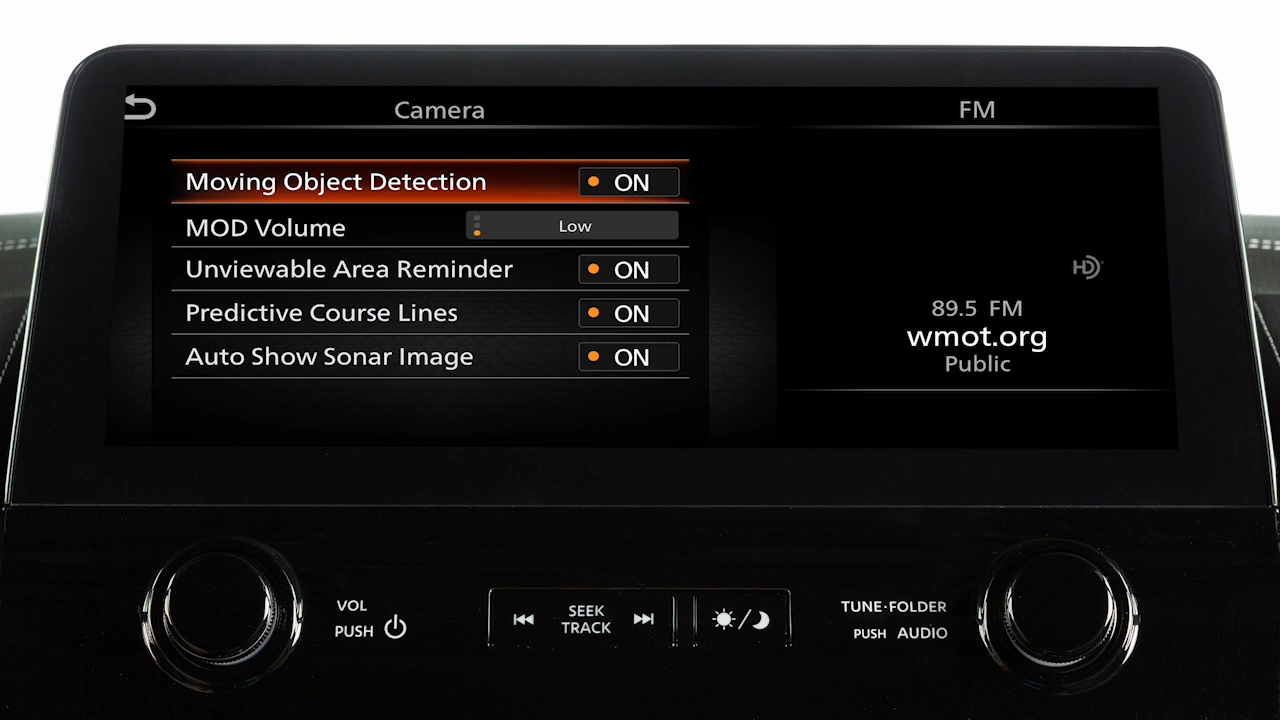 Camera
FM
Moving Object Detection ON
MOD Volume Low
Unviewable Area Reminder ON
Predictive Course Lines ON
Auto Show Sonar Image ON
HD
89.5 FM
wmot.org
Public
VOL
PUSH
SEEK
TRACK
TUNE·FOLDER
PUSH AUDIO